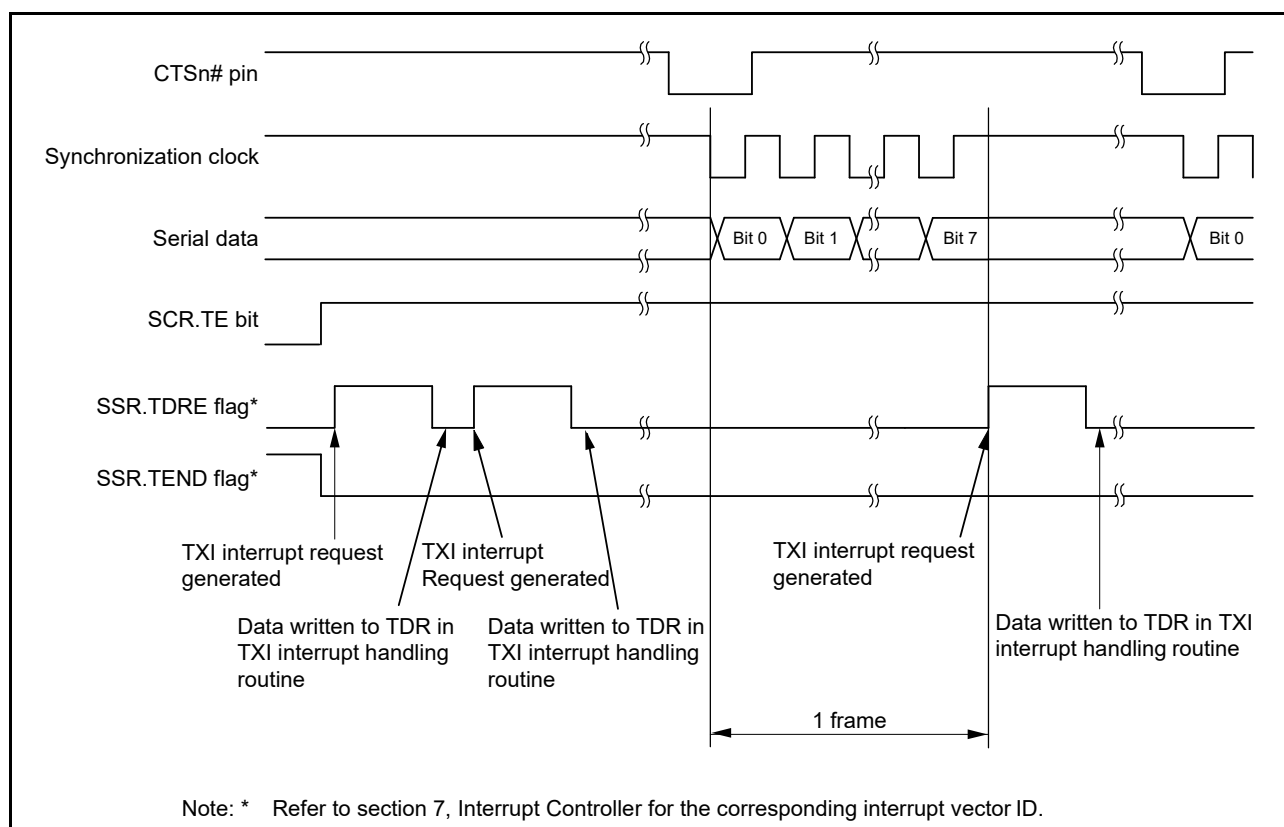 CTSn# pin
Synchronization clock
Serial data
Bit 0
Bit 1
Bit 7
Bit 0
SCR.TE bit
SSR.TDRE flag*
SSR.TEND flag*
TXI interrupt request
generated
TXI interrupt
Request generated
TXI interrupt request
generated
Data written to TDR in
TXI interrupt handling
routine
Data written to TDR in
TXI interrupt handling
routine
Data written to TDR in TXI
interrupt handling routine
1 frame
Note: * Refer to section 7, Interrupt Controller for the corresponding interrupt vector ID.